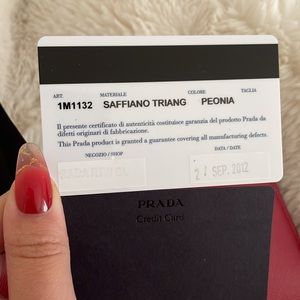 ART. MATERIALE COLORE TAGLIA
1M1132 SAFFIANO TRIANG PEONIA
Il presente certificato di autenticità costituisce garanzia del prodotto Prada da
difetti originari di fabbricazione.
This Prada product is granted a guarantee covering all manufacturing defects.
NEGOZIO / SHOP DATA / DATE
SEP. 2012
PRADA
Credit Card